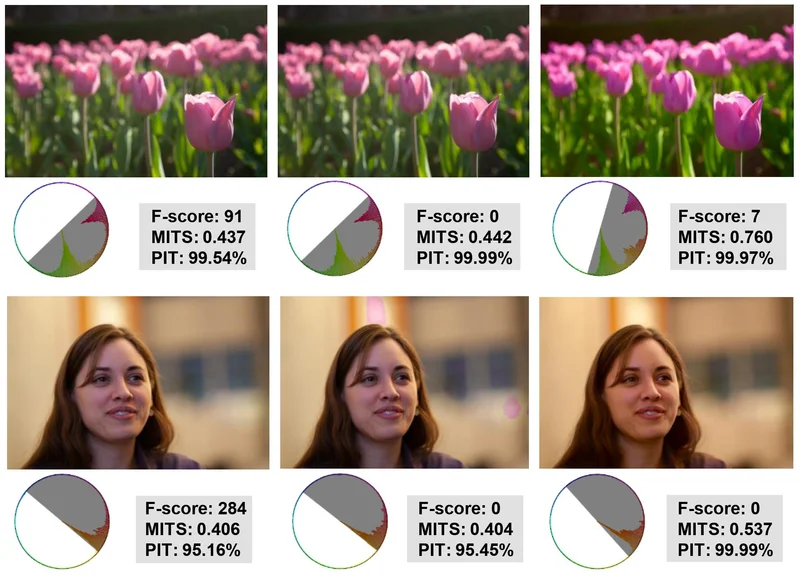 F-score: 91
MITS: 0.437
PIT: 99.54%
F-score: 0
MITS: 0.442
PIT: 99.99%
F-score: 7
MITS: 0.760
PIT: 99.97%
F-score: 284
MITS: 0.406
PIT: 95.16%
F-score: 0
MITS: 0.404
PIT: 95.45%
F-score: 0
MITS: 0.537
PIT: 99.99%